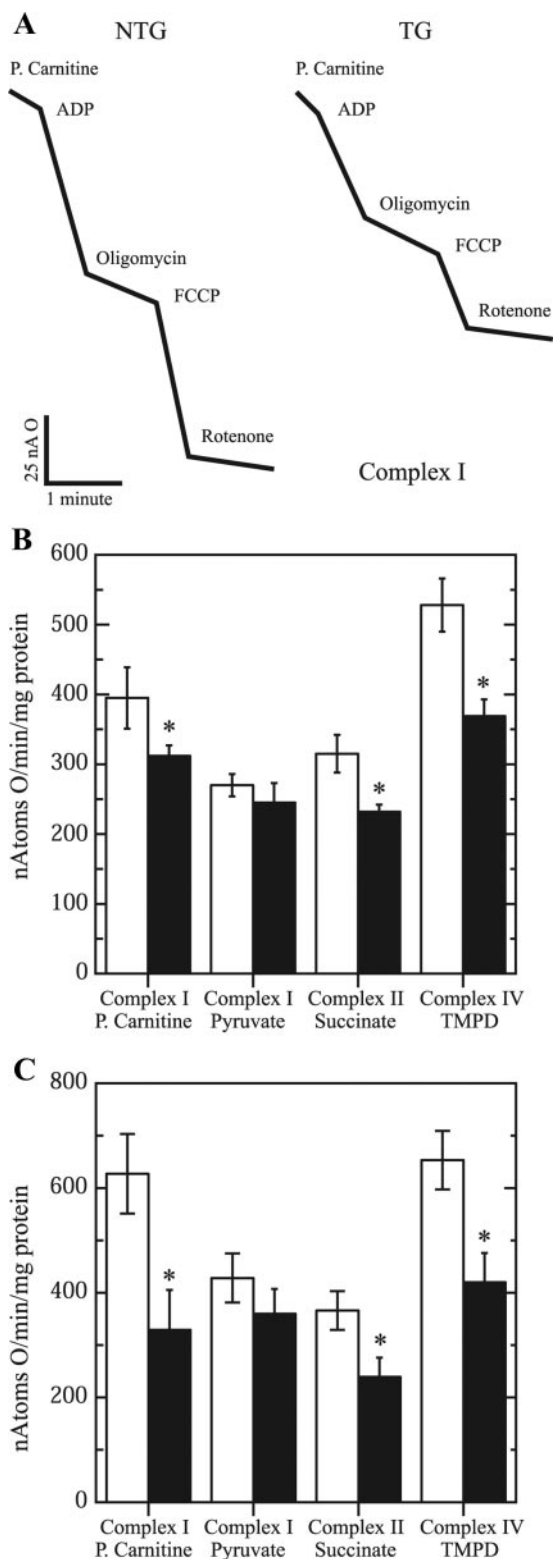 A
NTG
TG
P. Carnitine
P. Carnitine
ADP
ADP
Oligomycin
Oligomycin
FCCP
FCCP
Rotenone
Rotenone
25 nA O
1 minute
Complex I
B
nAtoms O/min/mg protein
600
500
400
300
200
100
0
*
*
*
Complex I
P. Carnitine
Complex I
Pyruvate
Complex II
Succinate
Complex IV
TMPD
C
nAtoms O/min/mg protein
800
600
400
200
0
*
*
*
Complex I
P. Carnitine
Complex I
Pyruvate
Complex II
Succinate
Complex IV
TMPD